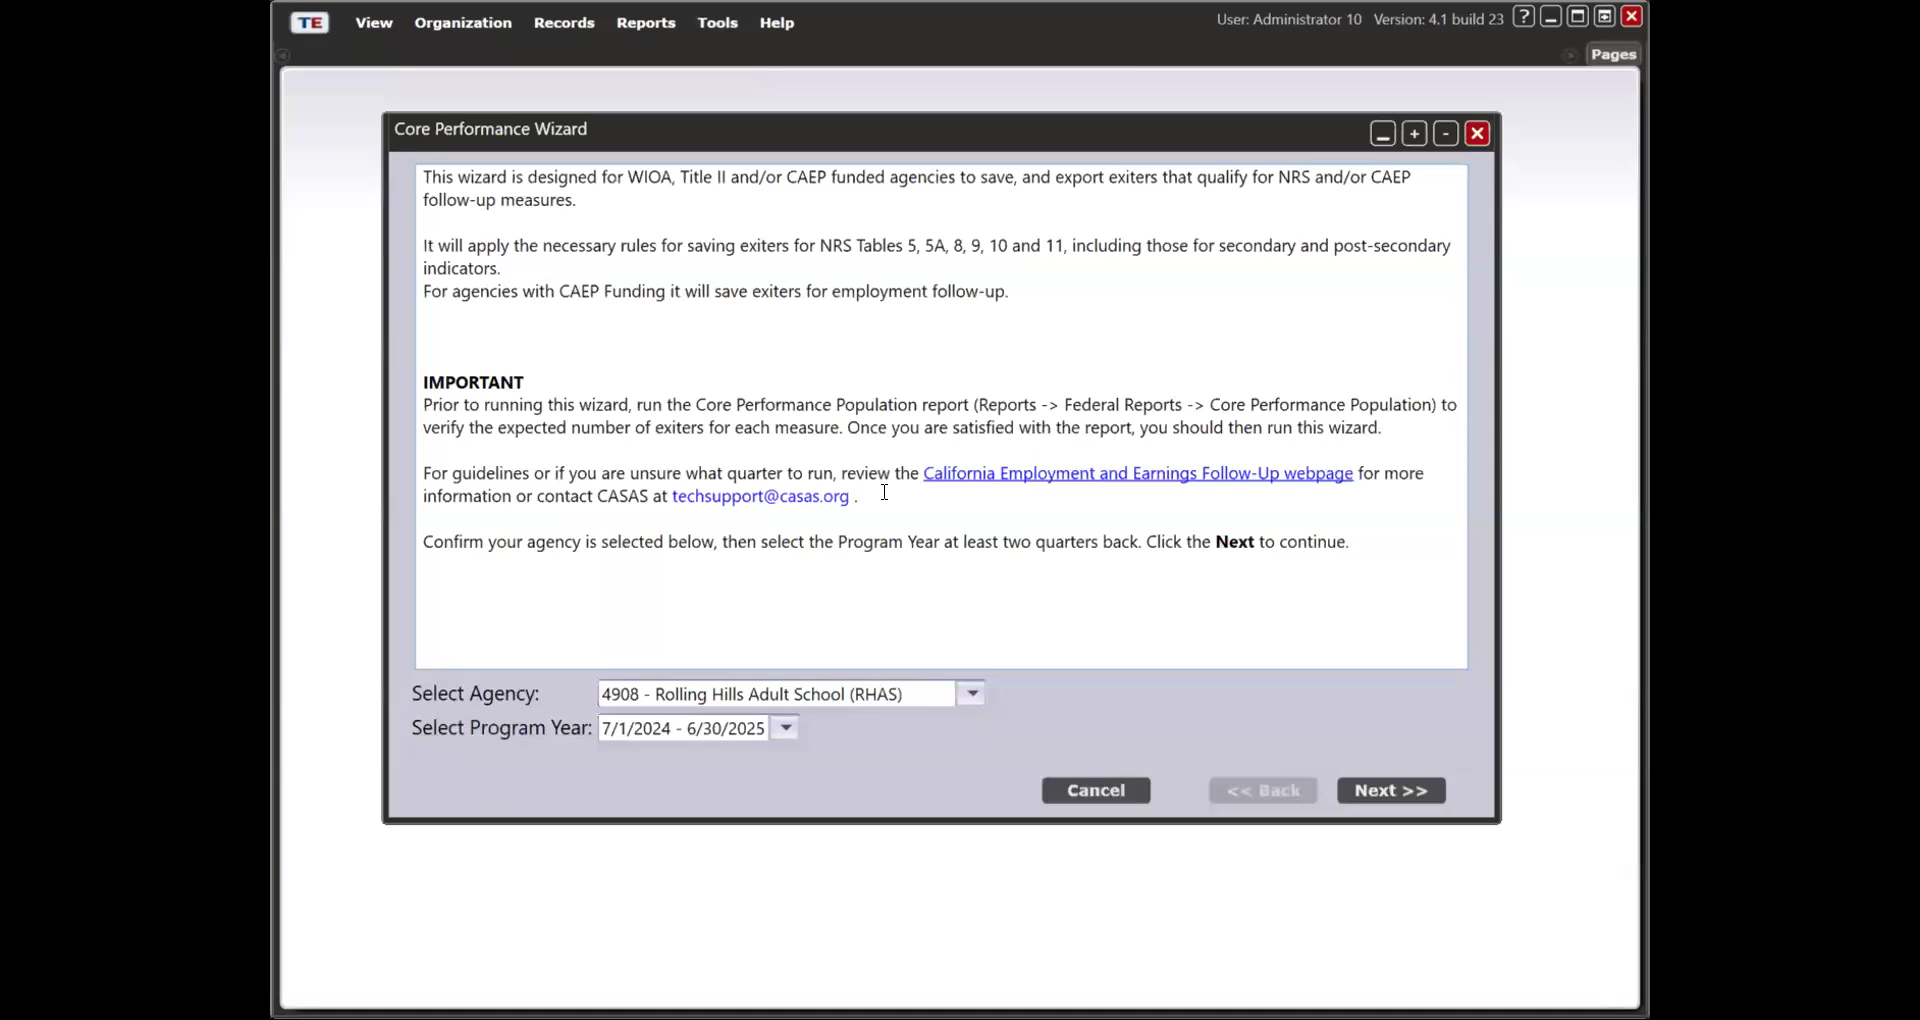 TE View Organization Records Reports Tools Help User: Administrator 10 Version: 4.1 build 23 ?
Pages
Core Performance Wizard
This wizard is designed for WIOA, Title II and/or CAEP funded agencies to save, and export exiters that qualify for NRS and/or CAEP
follow-up measures.
It will apply the necessary rules for saving exiters for NRS Tables 5, 5A, 8, 9, 10 and 11, including those for secondary and post-secondary
indicators.
For agencies with CAEP Funding it will save exiters for employment follow-up.
IMPORTANT
Prior to running this wizard, run the Core Performance Population report (Reports -> Federal Reports -> Core Performance Population) to
verify the expected number of exiters for each measure. Once you are satisfied with the report, you should then run this wizard.
For guidelines or if you are unsure what quarter to run, review the California Employment and Earnings Follow-Up webpage for more
information or contact CASAS at techsupport@casas.org .
Confirm your agency is selected below, then select the Program Year at least two quarters back. Click the Next to continue.
Select Agency: 4908 - Rolling Hills Adult School (RHAS)
Select Program Year: 7/1/2024 - 6/30/2025
Cancel << Back Next >>